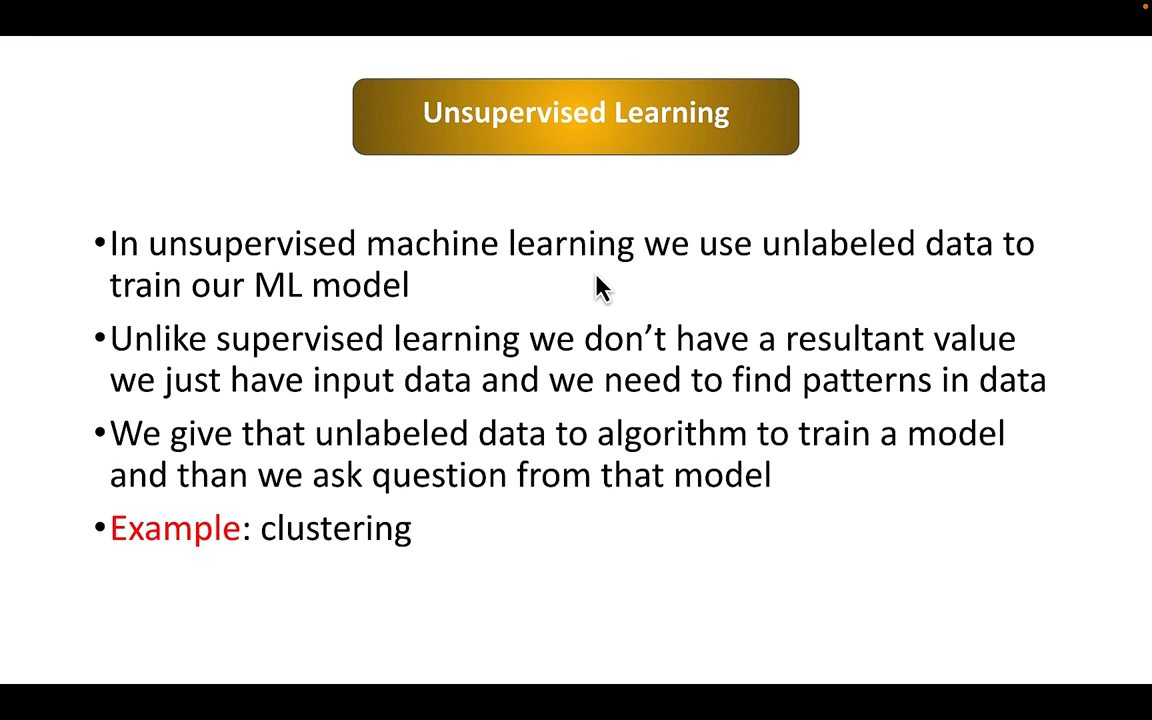 Unsupervised Learning
•In unsupervised machine learning we use unlabeled data to
train our ML model
•Unlike supervised learning we don’t have a resultant value
we just have input data and we need to find patterns in data
•We give that unlabeled data to algorithm to train a model
and than we ask question from that model
•Example: clustering